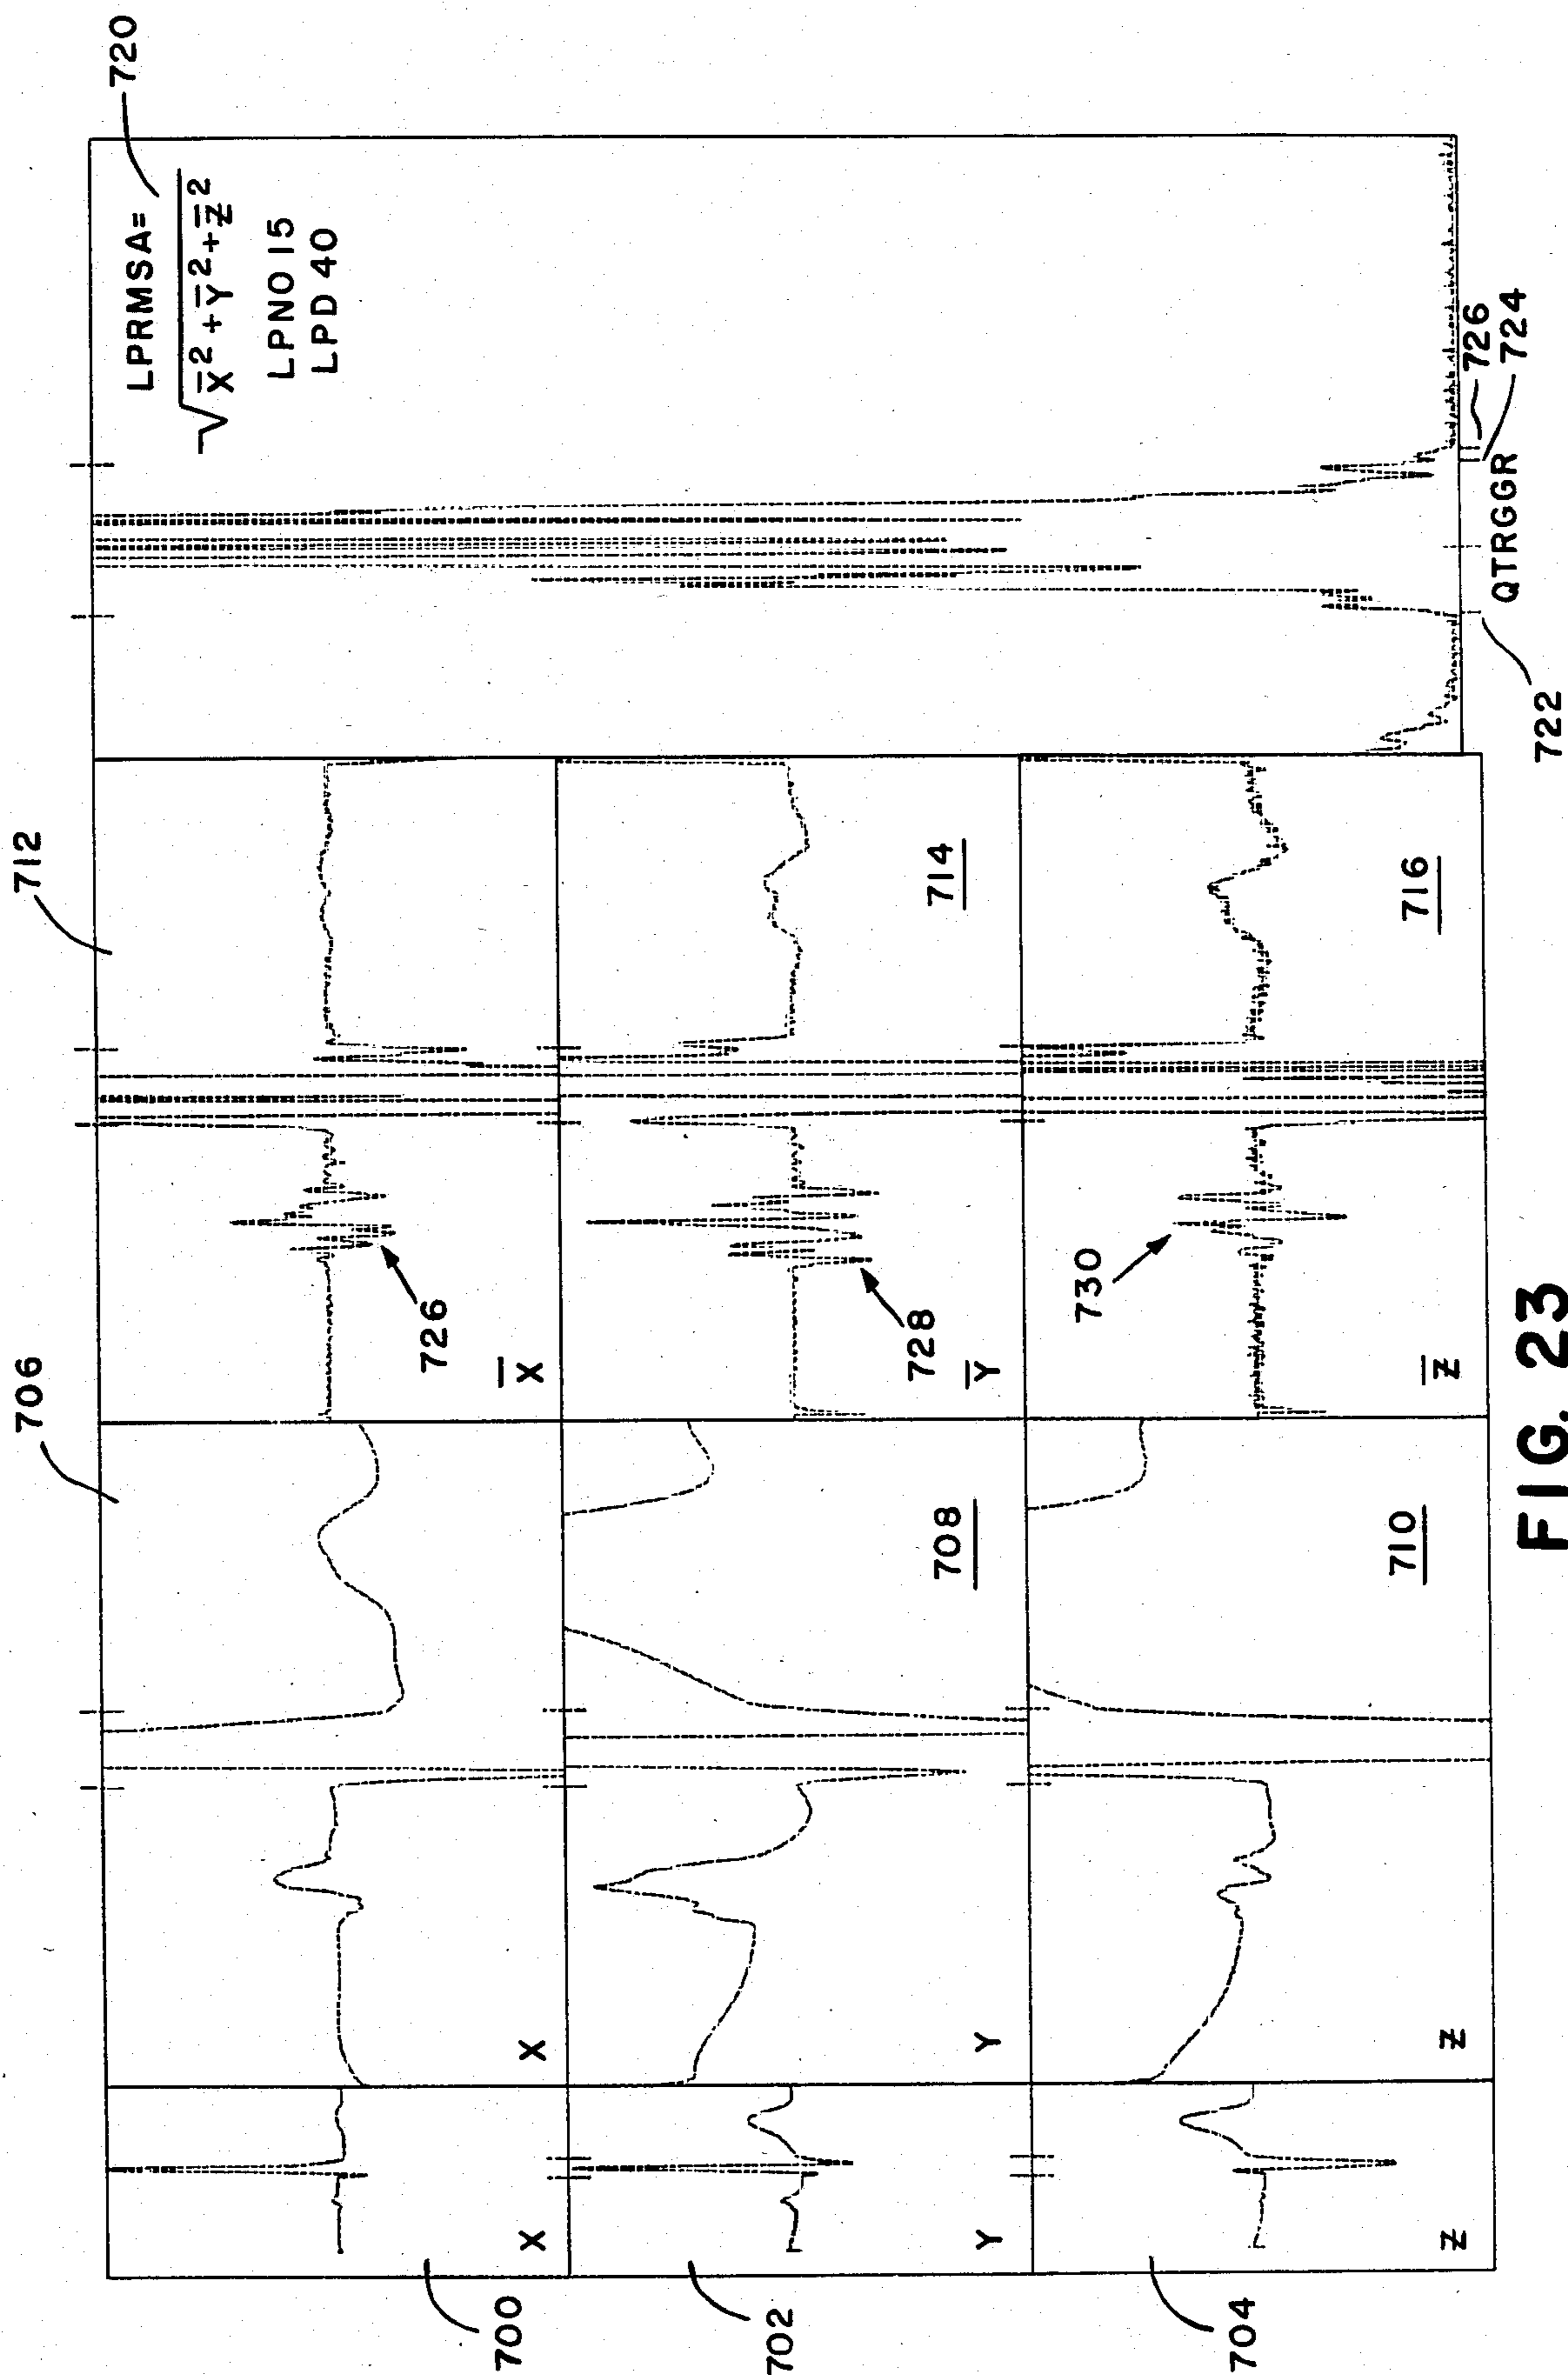 706
712
720
LPRMSA=
√X̅² + Y̅² + Z̅²
LPNO 15
LPD 40
700
X
X
726
X̅
702
Y
Y
708
728
Y̅
714
704
Z
Z
710
730
Z̅
716
722
QTRGGR
724
726
FIG. 23